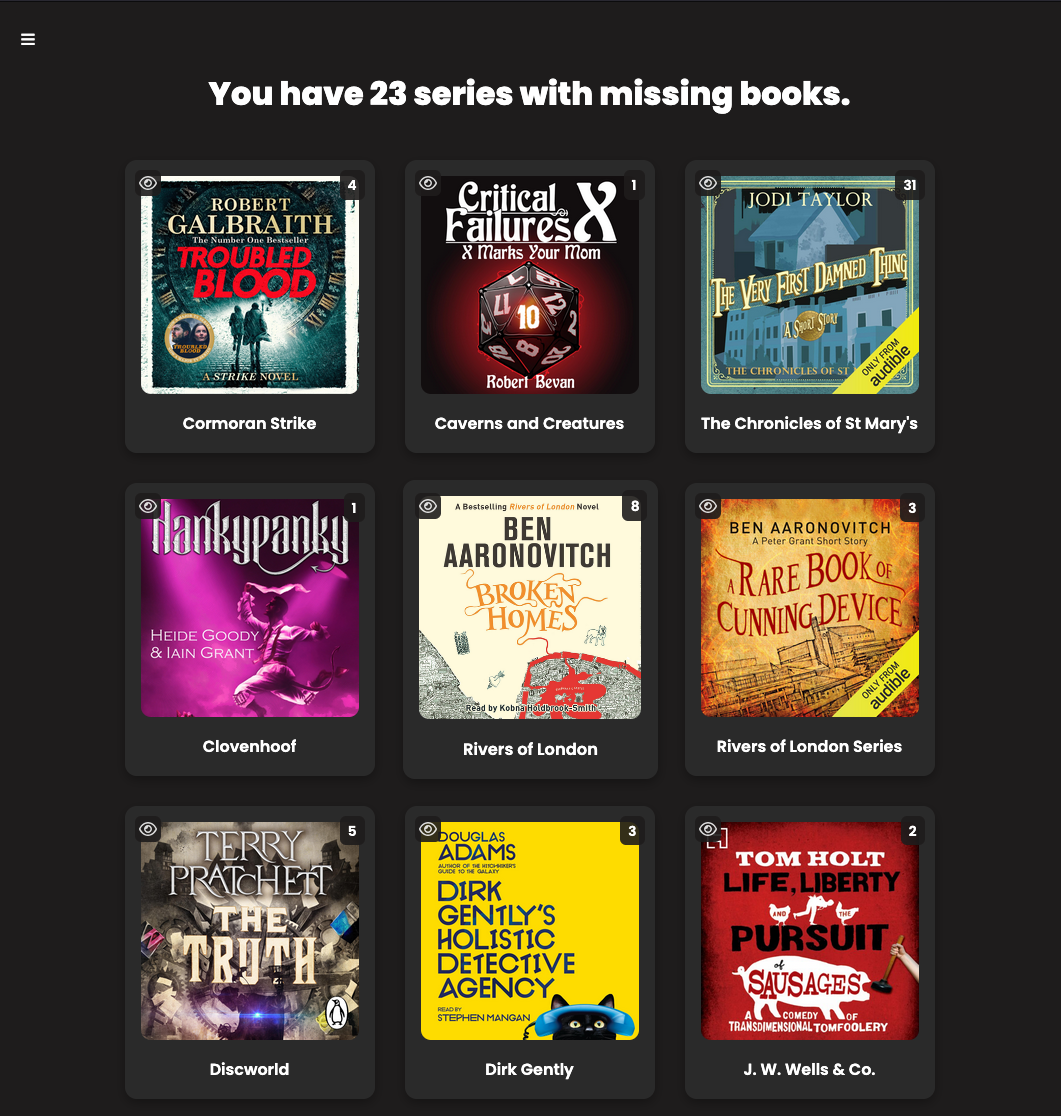 You have 23 series with missing books.
4
ROBERT
GALBRAITH
The Number One Bestseller
TROUBLED
BLOOD
TROUBLED
BLOOD
A STRIKE NOVEL
Cormoran Strike
1
Critical
Failures X
X Marks Your Mom
10
Robert Bevan
Caverns and Creatures
31
JODI TAYLOR
THE VERY FIRST DAMNED THING
A SHORT STORY
THE CHRONICLES OF ST
ONLY FROM
audible
The Chronicles of St Mary's
1
Hankypanky
HEIDE GOODY
& IAIN GRANT
Clovenhoof
8
A Bestselling Rivers of London Novel
BEN
AARONOVITCH
BROKEN
HOMES
Read by Kobna Holdbrook-Smith
Rivers of London
3
BEN AARONOVITCH
A Peter Grant Short Story
A RARE BOOK OF
CUNNING DEVICE
ONLY FROM
audible
Rivers of London Series
5
TERRY
PRATCHETT
THE
TRUTH
Discworld
3
DOUGLAS
ADAMS
AUTHOR OF THE HITCHHIKER'S
GUIDE TO THE GALAXY
DIRK
GENTLY'S
HOLISTIC
DETECTIVE
AGENCY
READ BY
STEPHEN MANGAN
Dirk Gently
2
TOM HOLT
LIFE, LIBERTY
AND THE
PURSUIT
of
SAUSAGES
A COMEDY OF
TRANSDIMENSIONAL TOMFOOLERY
J. W. Wells & Co.